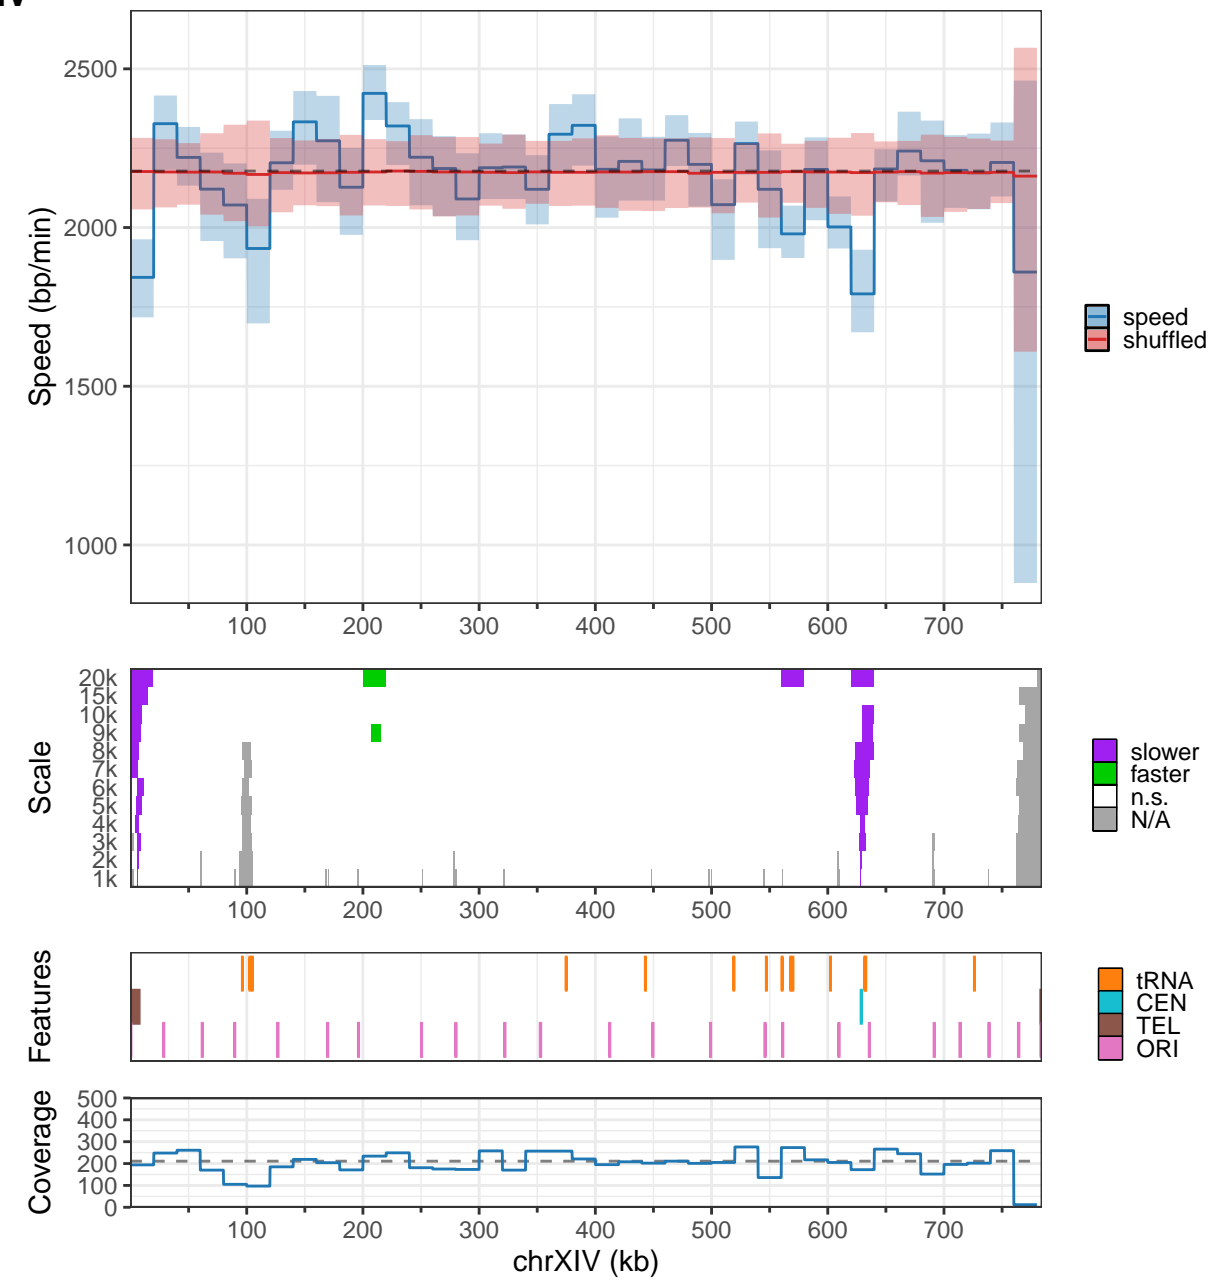 2500
2000
1500
1000
Speed (bp/min)
100 200 300 400 500 600 700
speed
shuffled
20k
15k
10k
9k
8k
7k
6k
5k
4k
3k
2k
1k
Scale
100 200 300 400 500 600 700
slower
faster
n.s.
N/A
Features
tRNA
CEN
TEL
ORI
500
400
300
200
100
0
Coverage
100 200 300 400 500 600 700
chrXIV (kb)